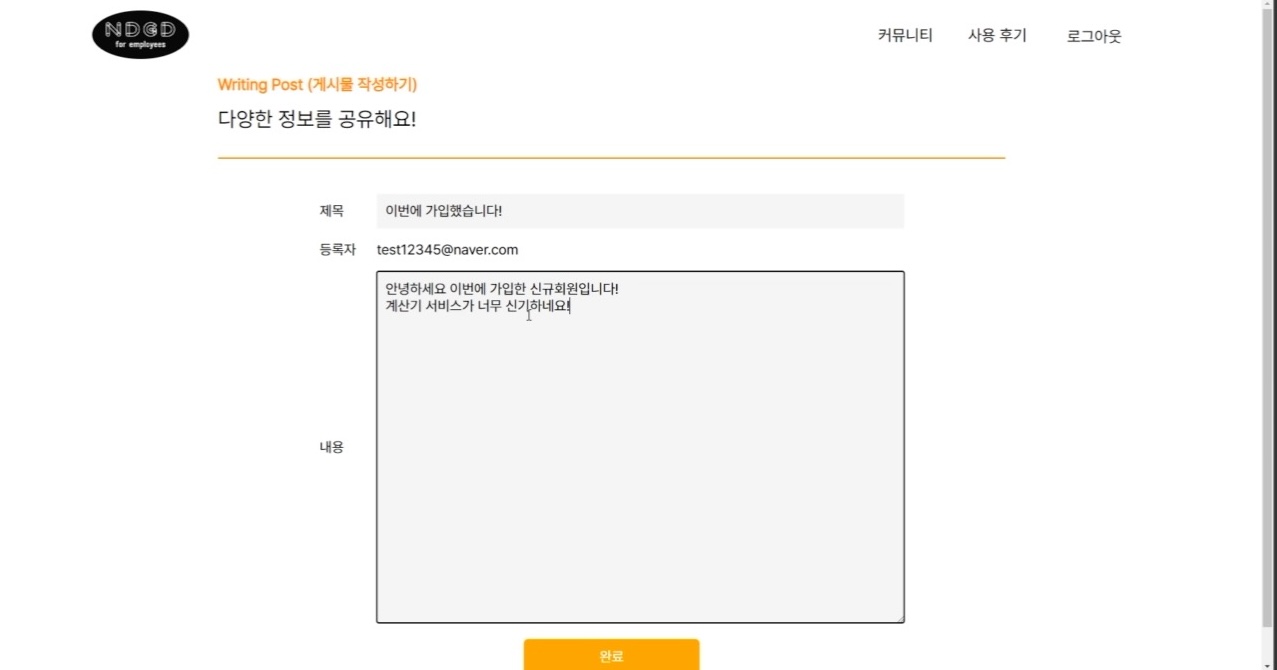 NDGD
for employees
커뮤니티
사용 후기
로그아웃
Writing Post (게시물 작성하기)
다양한 정보를 공유해요!
제목
이번에 가입했습니다!
등록자
test12345@naver.com
안녕하세요 이번에 가입한 신규회원입니다!
계산기 서비스가 너무 신기하네요!
내용
완료